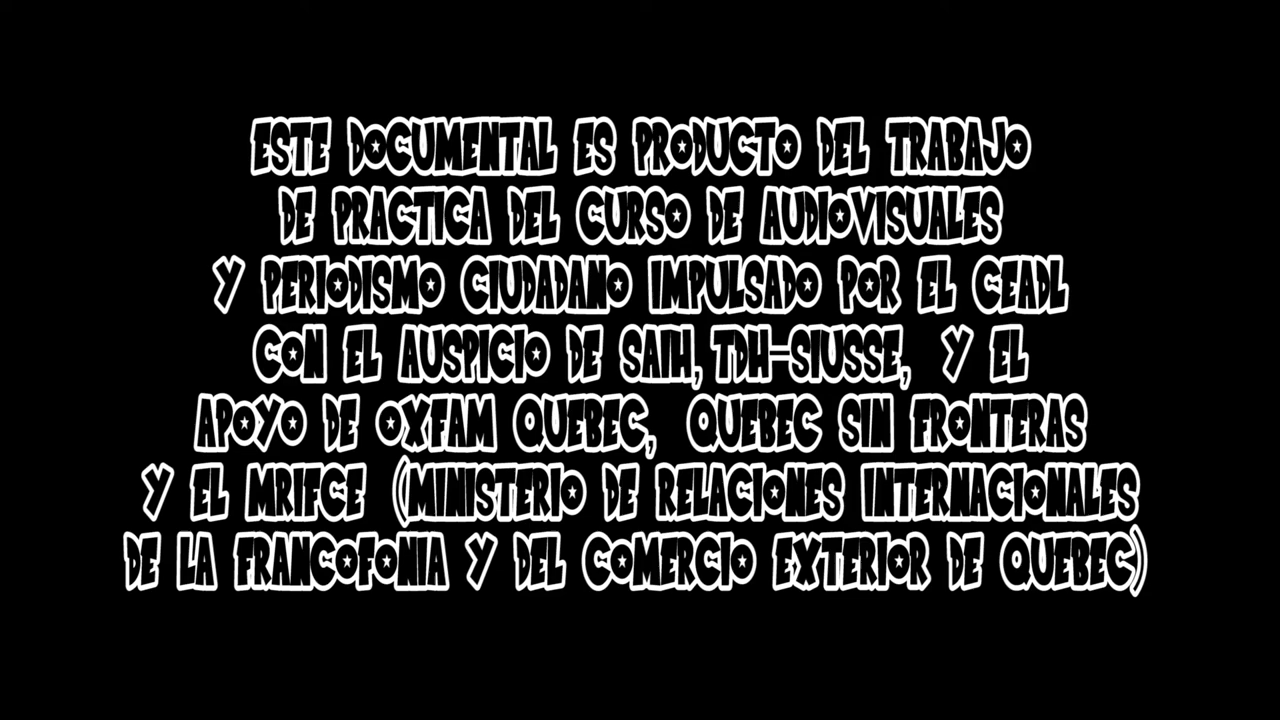 ESTE DOCUMENTAL ES PRODUCTO DEL TRABAJO
DE PRACTICA DEL CURSO DE AUDIOVISUALES
Y PERIODISMO CIUDADANO IMPULSADO POR EL CEADL
CON EL AUSPICIO DE SAIH, TDH-SIUSSE, Y EL
APOYO DE OXFAM QUEBEC, QUEBEC SIN FRONTERAS
Y EL MRIFCE (MINISTERIO DE RELACIONES INTERNACIONALES
DE LA FRANCOFONIA Y DEL COMERCIO EXTERIOR DE QUEBEC)